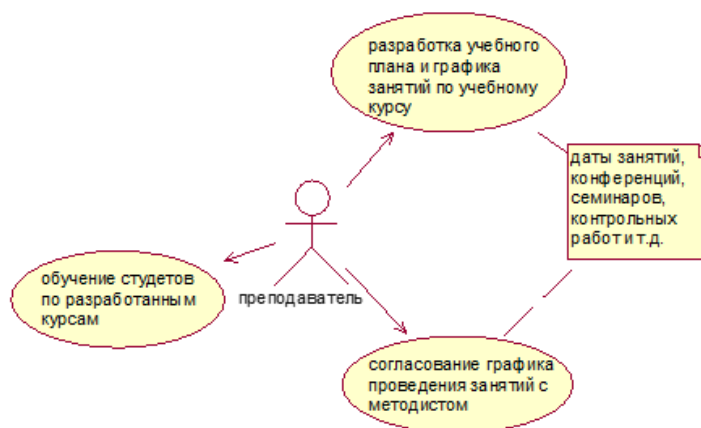 разработка учебного
плана и графика
занятий по учебному
курсу
даты занятий,
конференций,
семинаров,
контрольных
работ и т.д.
обучение студетов
по разработанным
курсам
преподаватель
согласование графика
проведения занятий с
методистом